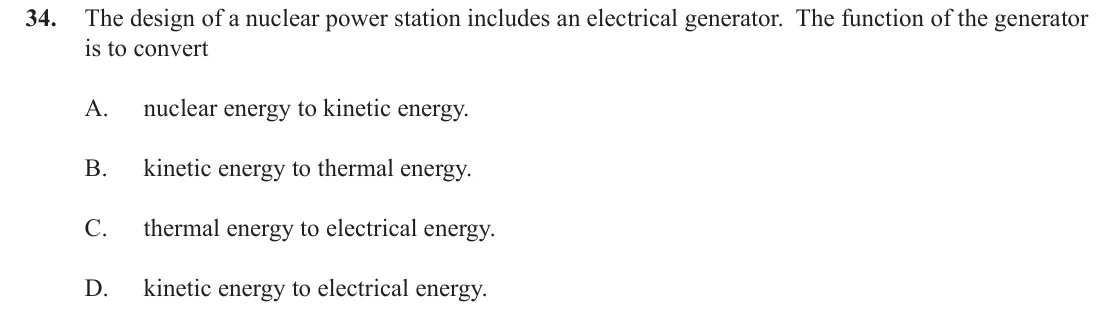 34. The design of a nuclear power station includes an electrical generator. The function of the generator
is to convert
A. nuclear energy to kinetic energy.
B. kinetic energy to thermal energy.
C. thermal energy to electrical energy.
D. kinetic energy to electrical energy.